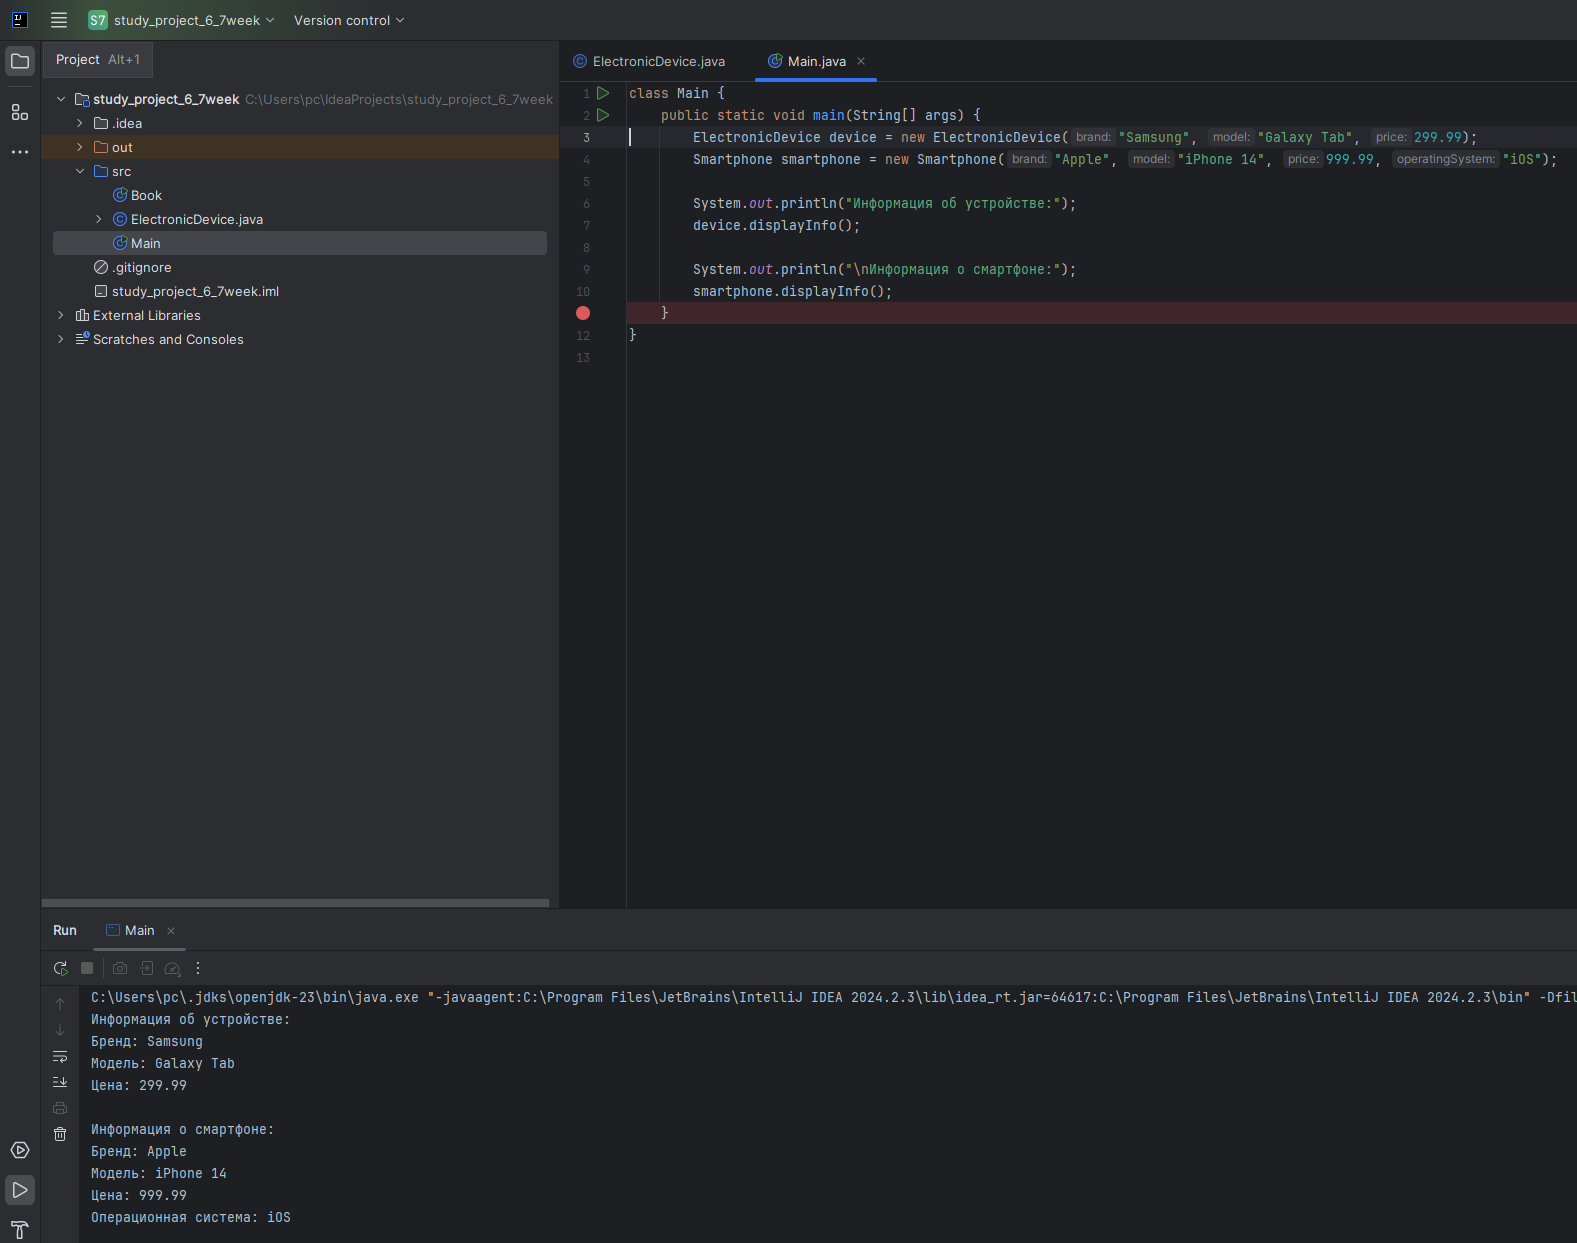 S7 study_project_6_7week Version control
Project Alt+1
study_project_6_7week C:\Users\pc\IdeaProjects\study_project_6_7week
.idea
out
src
Book
ElectronicDevice.java
Main
.gitignore
study_project_6_7week.iml
External Libraries
Scratches and Consoles
ElectronicDevice.java Main.java
1 class Main {
2 public static void main(String[] args) {
3 ElectronicDevice device = new ElectronicDevice( brand: "Samsung", model: "Galaxy Tab", price: 299.99);
4 Smartphone smartphone = new Smartphone( brand: "Apple", model: "iPhone 14", price: 999.99, operatingSystem: "iOS");
5
6 System.out.println("Информация об устройстве:");
7 device.displayInfo();
8
9 System.out.println("\nИнформация о смартфоне:");
10 smartphone.displayInfo();
}
12 }
13
Run Main
C:\Users\pc\.jdks\openjdk-23\bin\java.exe "-javaagent:C:\Program Files\JetBrains\IntelliJ IDEA 2024.2.3\lib\idea_rt.jar=64617:C:\Program Files\JetBrains\IntelliJ IDEA 2024.2.3\bin" -Dfil
Информация об устройстве:
Бренд: Samsung
Модель: Galaxy Tab
Цена: 299.99
Информация о смартфоне:
Бренд: Apple
Модель: iPhone 14
Цена: 999.99
Операционная система: iOS